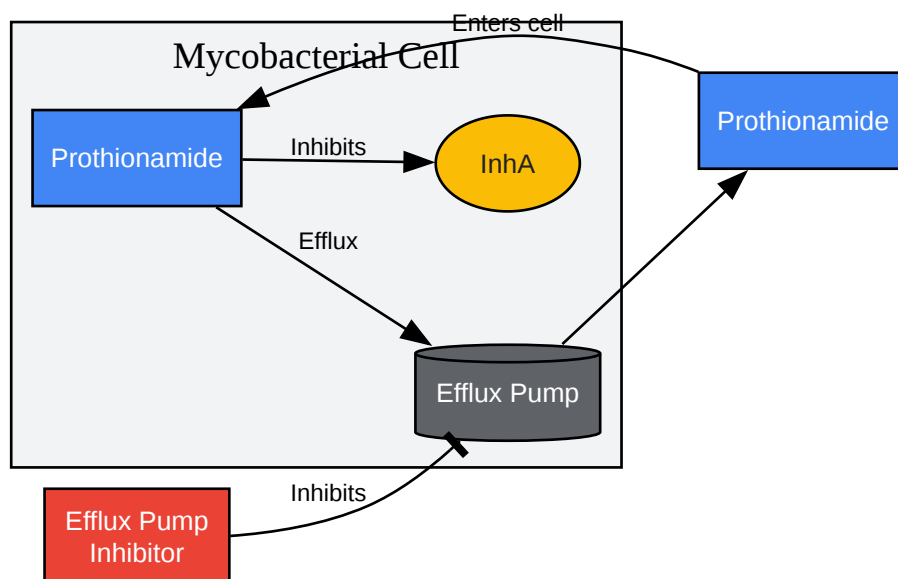 Enters cell
Mycobacterial Cell
Prothionamide
Prothionamide
Inhibits
InhA
Efflux
Efflux Pump
Inhibits
Efflux Pump
Inhibitor